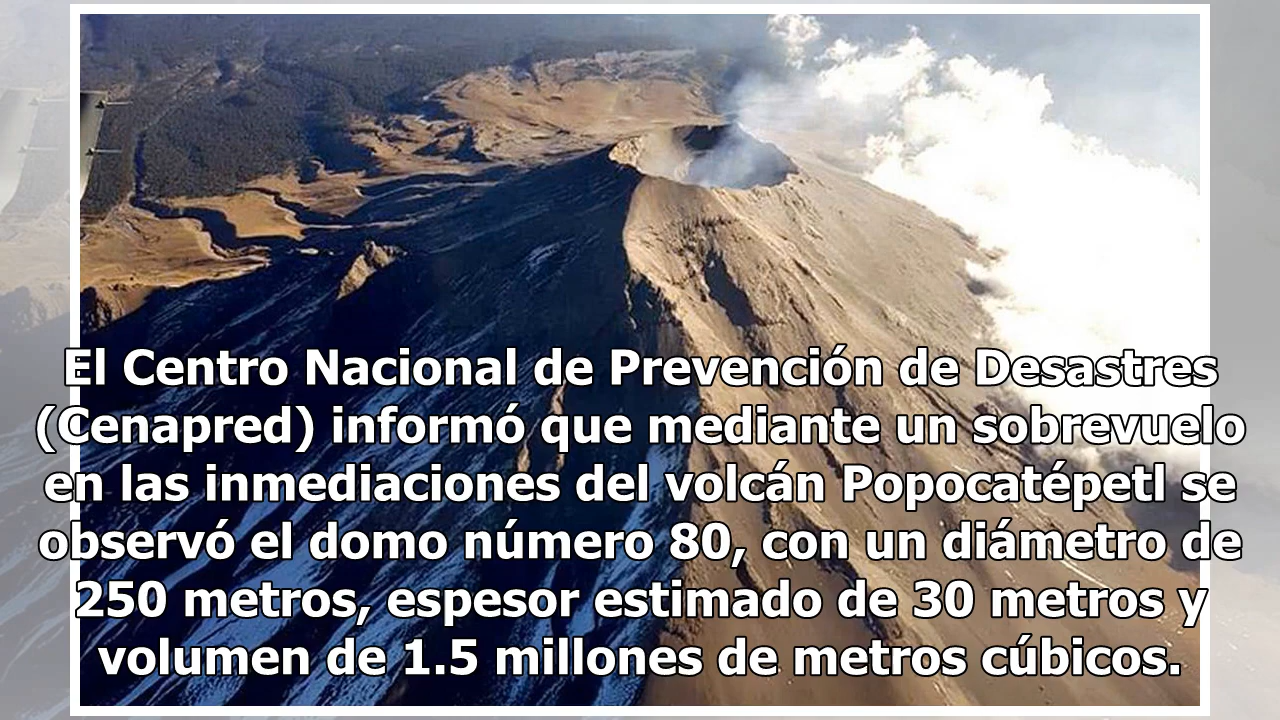 El Centro Nacional de Prevención de Desastres
(Cenapred) informó que mediante un sobrevuelo
en las inmediaciones del volcán Popocatépetl se
observó el domo número 80, con un diámetro de
250 metros, espesor estimado de 30 metros y
volumen de 1.5 millones de metros cúbicos.